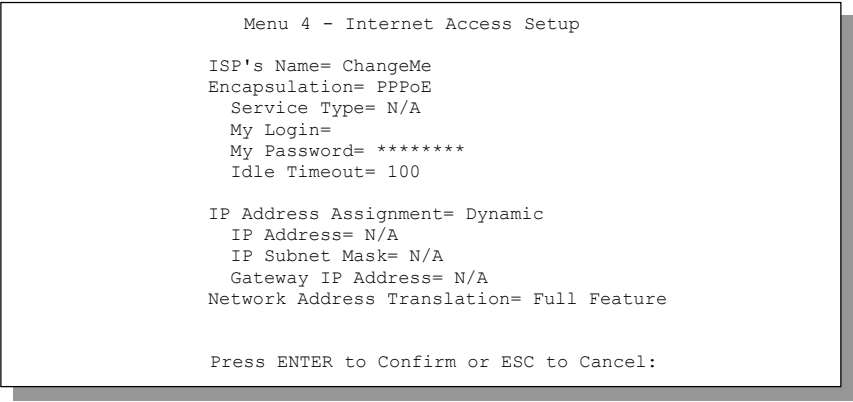 Menu 4 - Internet Access Setup
ISP's Name= ChangeMe
Encapsulation= PPPoE
Service Type= N/A
My Login=
My Password= ********
Idle Timeout= 100
IP Address Assignment= Dynamic
IP Address= N/A
IP Subnet Mask= N/A
Gateway IP Address= N/A
Network Address Translation= Full Feature
Press ENTER to Confirm or ESC to Cancel: